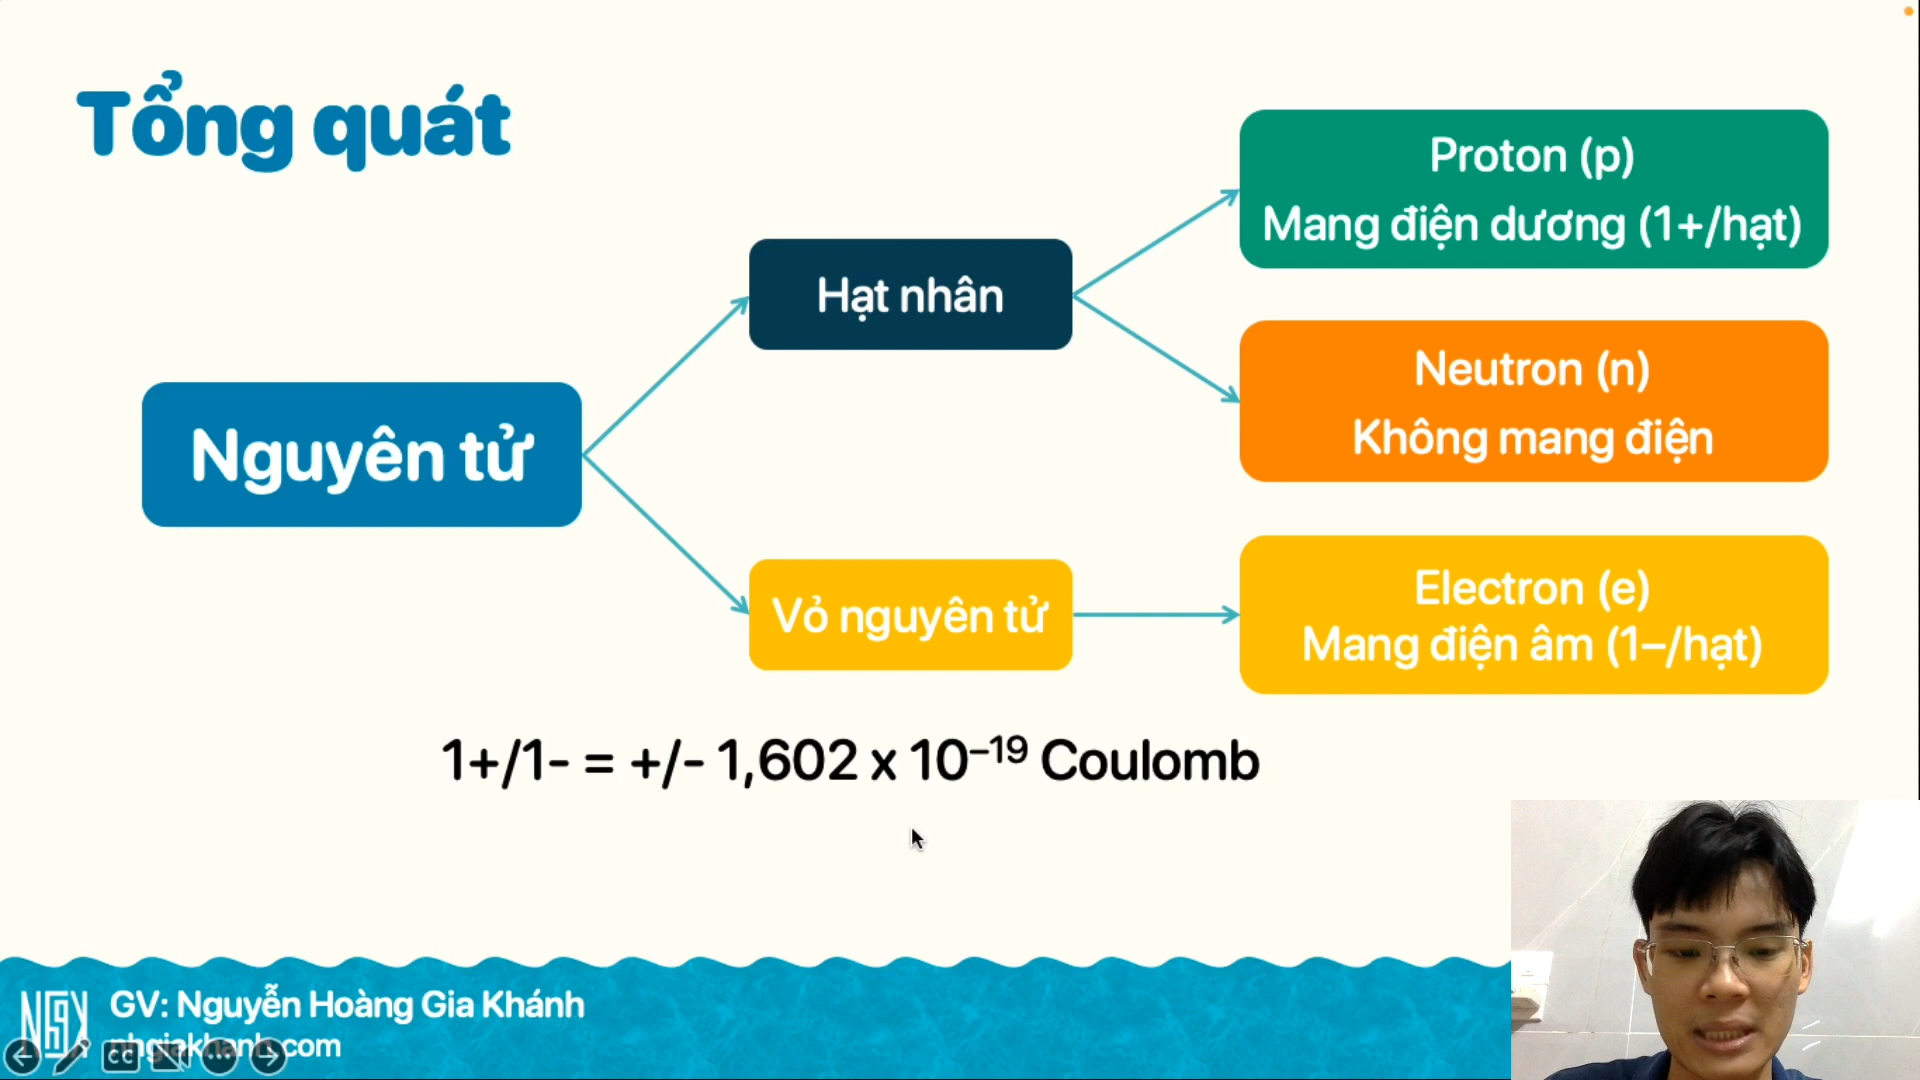 Tổng quát
Proton (p)
Mang điện dương (1+/hạt)
Hạt nhân
Neutron (n)
Không mang điện
Nguyên tử
Vỏ nguyên tử
Electron (e)
Mang điện âm (1–/hạt)
1+/1- = +/- 1,602 x 10⁻¹⁹ Coulomb
GV: Nguyễn Hoàng Gia Khánh
nhgiakhanh.com
CC